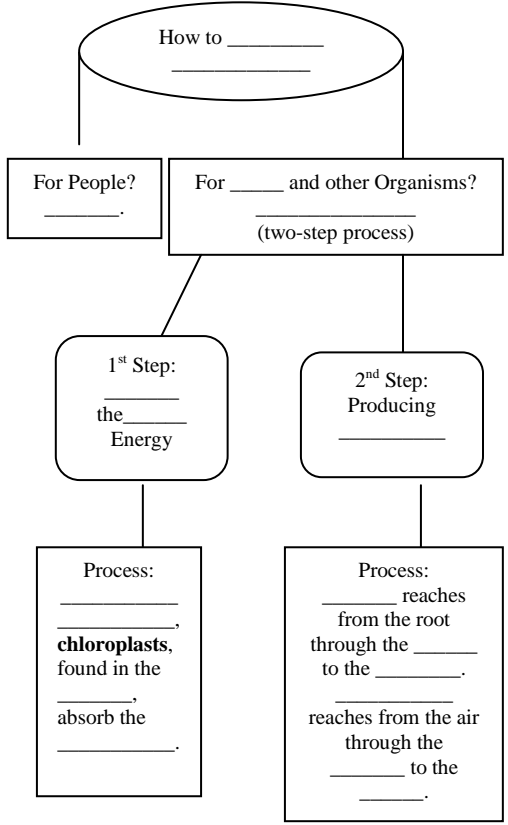 How to _________
_____________
For People?
_______.
For _____ and other Organisms?
_______________
(two-step process)
1st Step:
_______
the______
Energy
2nd Step:
Producing
__________
Process:
___________
___________,
chloroplasts,
found in the
_______,
absorb the
___________.
Process:
_______ reaches
from the root
through the ______
to the ________.
___________
reaches from the air
through the
_______ to the
______.